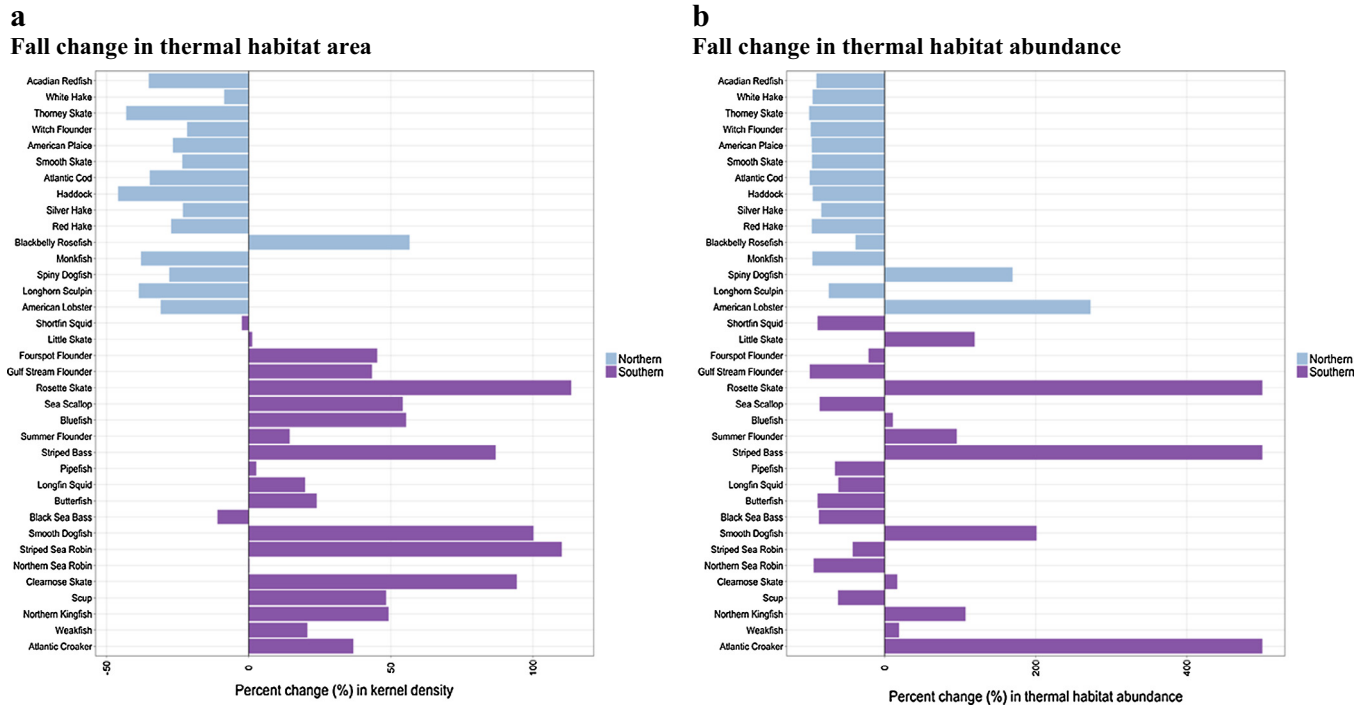 a
Fall change in thermal habitat area
Acadian Redfish
White Hake
Thorney Skate
Witch Flounder
American Plaice
Smooth Skate
Atlantic Cod
Haddock
Silver Hake
Red Hake
Blackbelly Rosefish
Monkfish
Spiny Dogfish
Longhorn Sculpin
American Lobster
Shortfin Squid
Little Skate
Fourspot Flounder
Gulf Stream Flounder
Rosette Skate
Sea Scallop
Bluefish
Summer Flounder
Striped Bass
Pipefish
Longfin Squid
Butterfish
Black Sea Bass
Smooth Dogfish
Striped Sea Robin
Northern Sea Robin
Clearnose Skate
Scup
Northern Kingfish
Weakfish
Atlantic Croaker
-50 0 50 100
Percent change (%) in kernel density
Northern
Southern
b
Fall change in thermal habitat abundance
Acadian Redfish
White Hake
Thorney Skate
Witch Flounder
American Plaice
Smooth Skate
Atlantic Cod
Haddock
Silver Hake
Red Hake
Blackbelly Rosefish
Monkfish
Spiny Dogfish
Longhorn Sculpin
American Lobster
Shortfin Squid
Little Skate
Fourspot Flounder
Gulf Stream Flounder
Rosette Skate
Sea Scallop
Bluefish
Summer Flounder
Striped Bass
Pipefish
Longfin Squid
Butterfish
Black Sea Bass
Smooth Dogfish
Striped Sea Robin
Northern Sea Robin
Clearnose Skate
Scup
Northern Kingfish
Weakfish
Atlantic Croaker
0 200 400
Percent change (%) in thermal habitat abundance
Northern
Southern